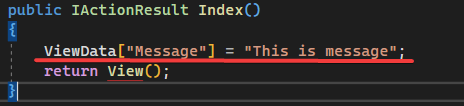 public IActionResult Index()
{
ViewData["Message"] = "This is message";
return View();
}